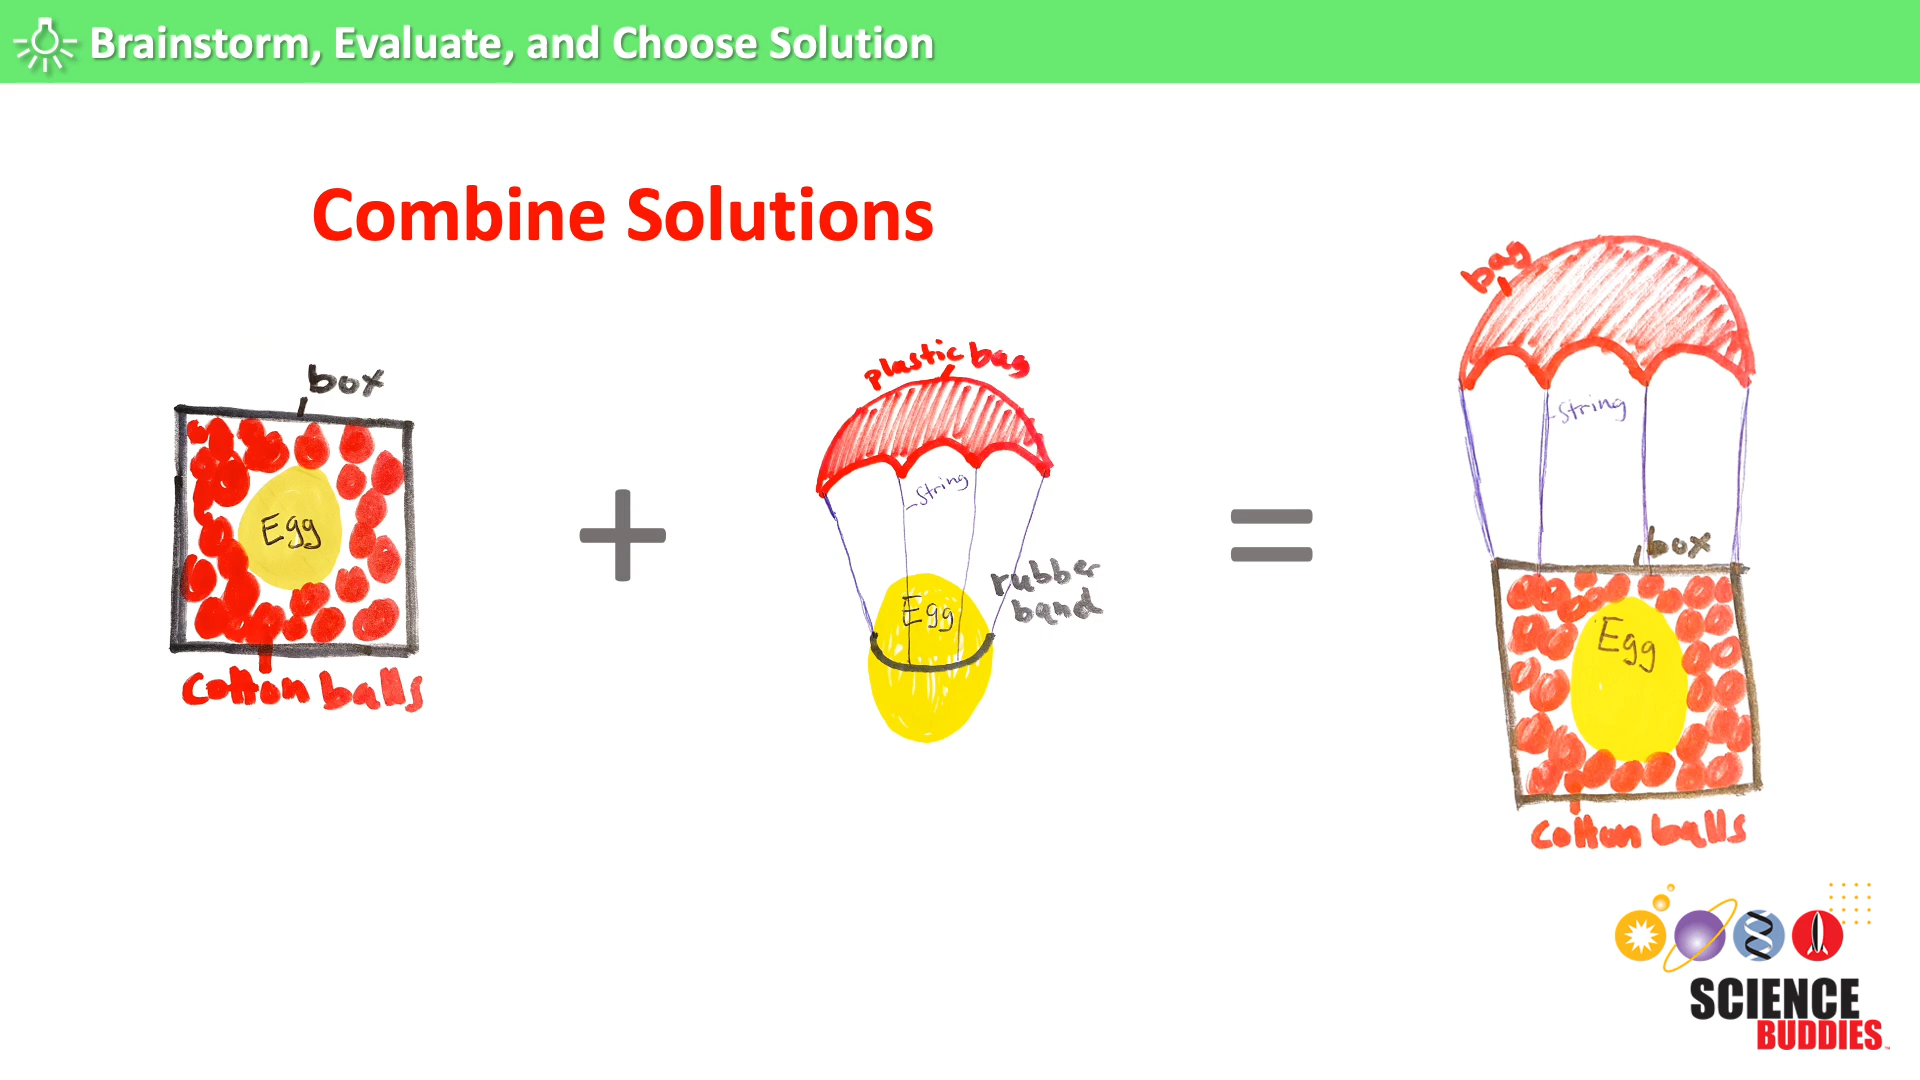 Brainstorm, Evaluate, and Choose Solution
Combine Solutions
box
Egg
Cotton balls
plastic bag
String
Egg
rubber
band
bag
String
box
Egg
Cotton balls
SCIENCE
BUDDIES